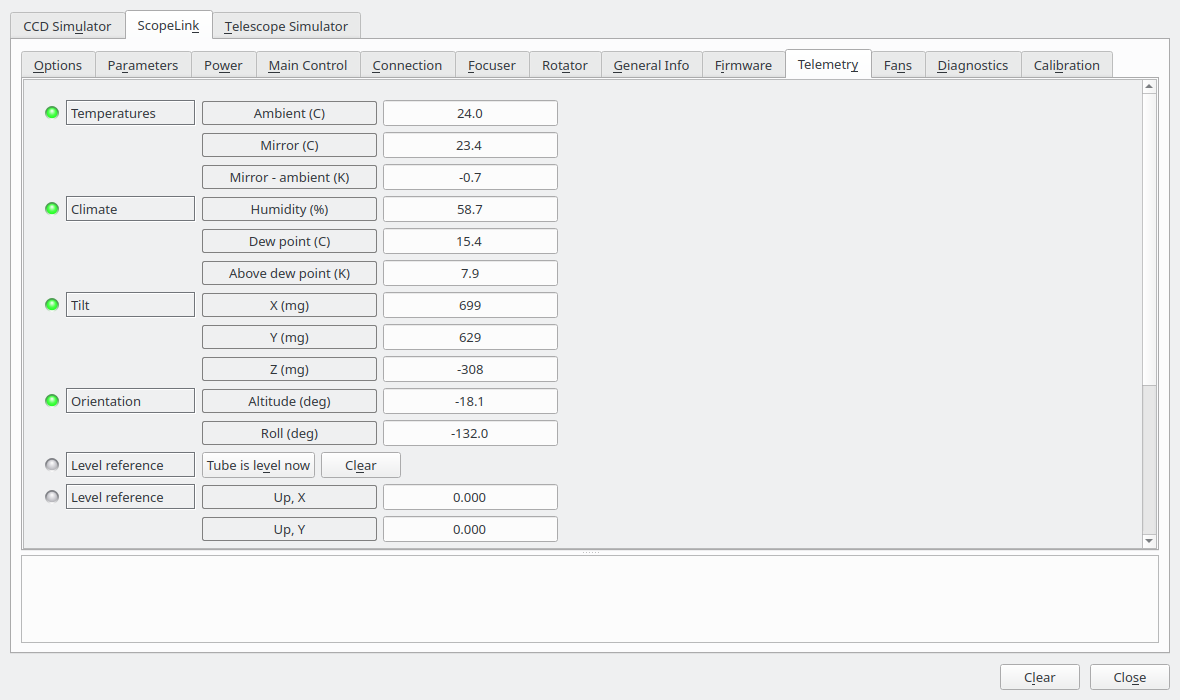 CCD Simulator ScopeLink Telescope Simulator
Options Parameters Power Main Control Connection Focuser Rotator General Info Firmware Telemetry Fans Diagnostics Calibration
Temperatures Ambient (C) 24.0
Mirror (C) 23.4
Mirror - ambient (K) -0.7
Climate Humidity (%) 58.7
Dew point (C) 15.4
Above dew point (K) 7.9
Tilt X (mg) 699
Y (mg) 629
Z (mg) -308
Orientation Altitude (deg) -18.1
Roll (deg) -132.0
Level reference Tube is level now Clear
Level reference Up, X 0.000
Up, Y 0.000
Clear Close